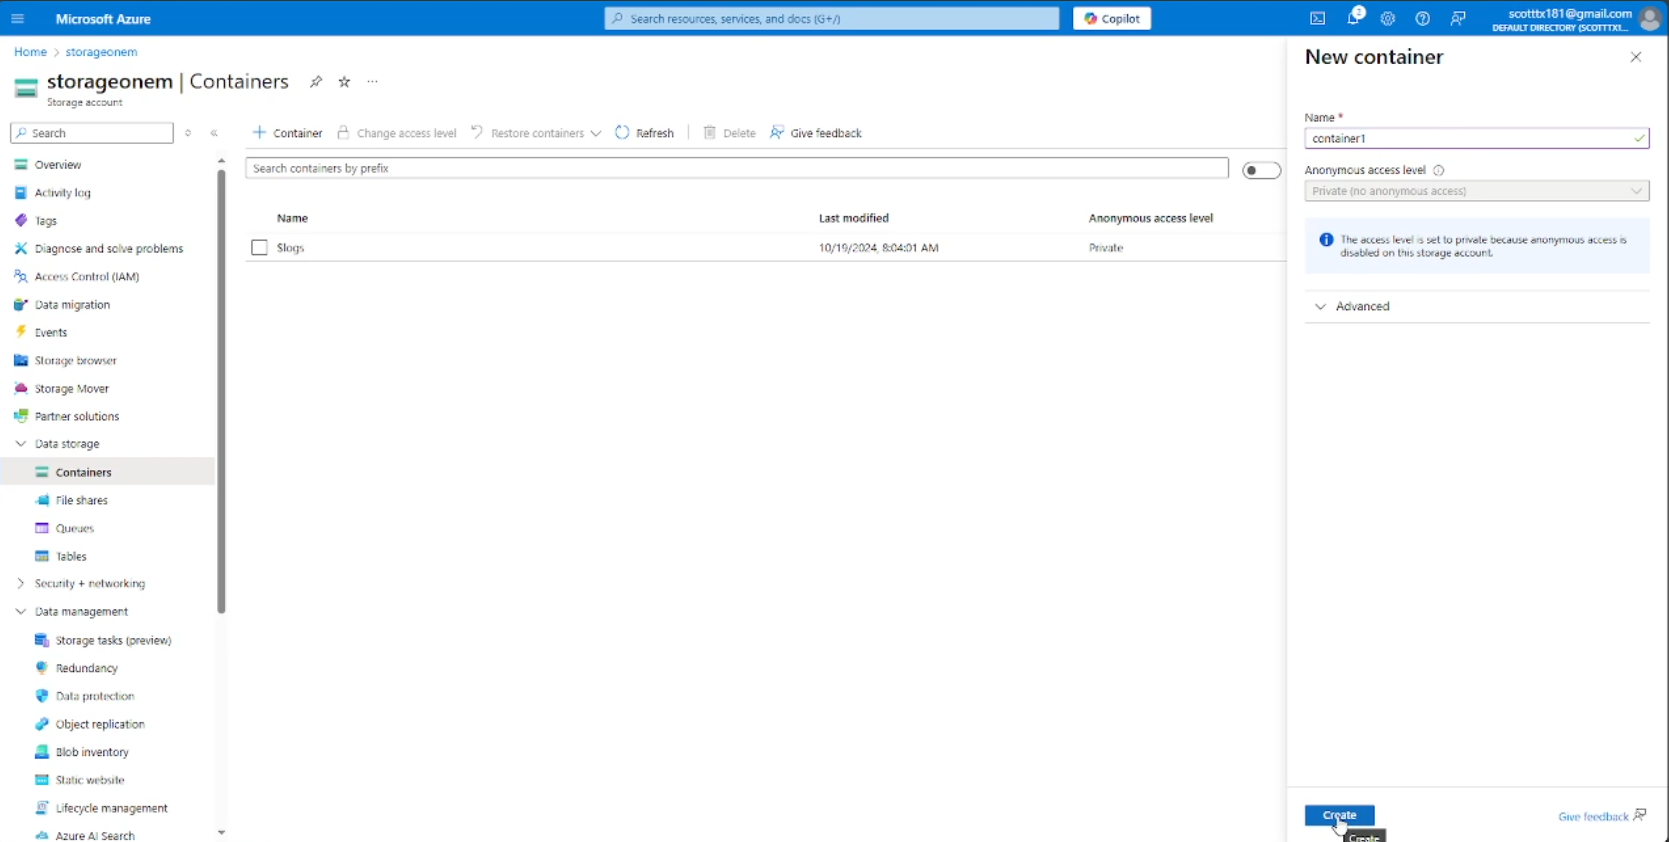 Microsoft Azure
Search resources, services, and docs (G+/)
Copilot
2
scotttx181@gmail.com
DEFAULT DIRECTORY (SCOTTTX1...
Home > storageonem
storageonem | Containers
...
Storage account
Search
Overview
Activity log
Tags
Diagnose and solve problems
Access Control (IAM)
Data migration
Events
Storage browser
Storage Mover
Partner solutions
Data storage
Containers
File shares
Queues
Tables
Security + networking
Data management
Storage tasks (preview)
Redundancy
Data protection
Object replication
Blob inventory
Static website
Lifecycle management
Azure AI Search
+ Container Change access level Restore containers Refresh Delete Give feedback
Search containers by prefix
Name Last modified Anonymous access level
$logs 10/19/2024, 8:04:01 AM Private
New container
Name *
container1
Anonymous access level
Private (no anonymous access)
The access level is set to private because anonymous access is
disabled on this storage account.
Advanced
Create
Give feedback
Create